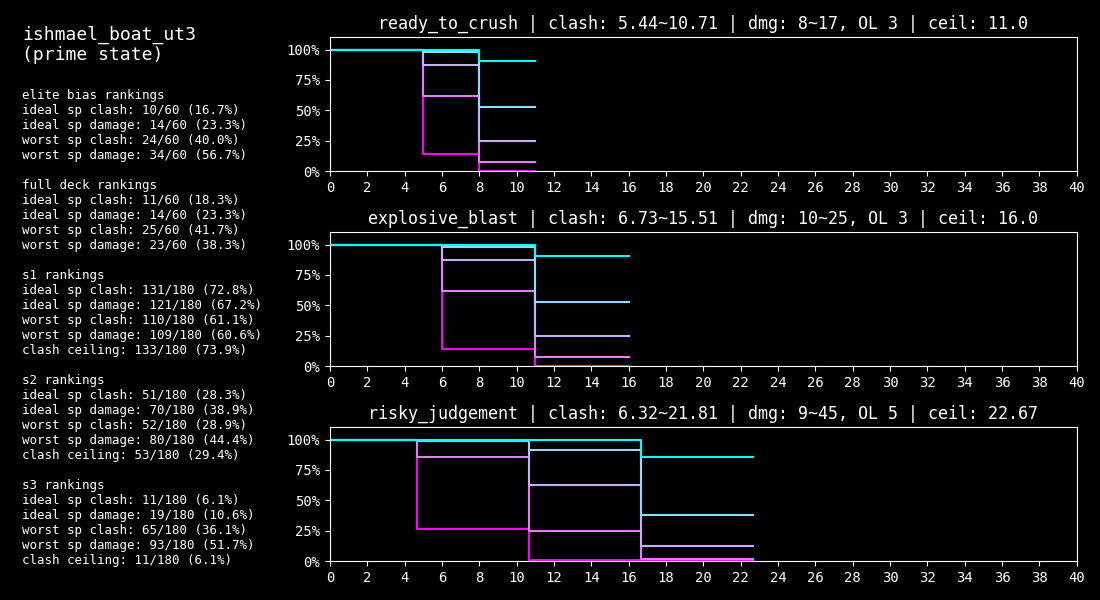 ishmael_boat_ut3
(prime state)
elite bias rankings
ideal sp clash: 10/60 (16.7%)
ideal sp damage: 14/60 (23.3%)
worst sp clash: 24/60 (40.0%)
worst sp damage: 34/60 (56.7%)
full deck rankings
ideal sp clash: 11/60 (18.3%)
ideal sp damage: 14/60 (23.3%)
worst sp clash: 25/60 (41.7%)
worst sp damage: 23/60 (38.3%)
s1 rankings
ideal sp clash: 131/180 (72.8%)
ideal sp damage: 121/180 (67.2%)
worst sp clash: 110/180 (61.1%)
worst sp damage: 109/180 (60.6%)
clash ceiling: 133/180 (73.9%)
s2 rankings
ideal sp clash: 51/180 (28.3%)
ideal sp damage: 70/180 (38.9%)
worst sp clash: 52/180 (28.9%)
worst sp damage: 80/180 (44.4%)
clash ceiling: 53/180 (29.4%)
s3 rankings
ideal sp clash: 11/180 (6.1%)
ideal sp damage: 19/180 (10.6%)
worst sp clash: 65/180 (36.1%)
worst sp damage: 93/180 (51.7%)
clash ceiling: 11/180 (6.1%)
ready_to_crush | clash: 5.44~10.71 | dmg: 8~17, OL 3 | ceil: 11.0
100%
75%
50%
25%
0%
0 2 4 6 8 10 12 14 16 18 20 22 24 26 28 30 32 34 36 38 40
explosive_blast | clash: 6.73~15.51 | dmg: 10~25, OL 3 | ceil: 16.0
100%
75%
50%
25%
0%
0 2 4 6 8 10 12 14 16 18 20 22 24 26 28 30 32 34 36 38 40
risky_judgement | clash: 6.32~21.81 | dmg: 9~45, OL 5 | ceil: 22.67
100%
75%
50%
25%
0%
0 2 4 6 8 10 12 14 16 18 20 22 24 26 28 30 32 34 36 38 40